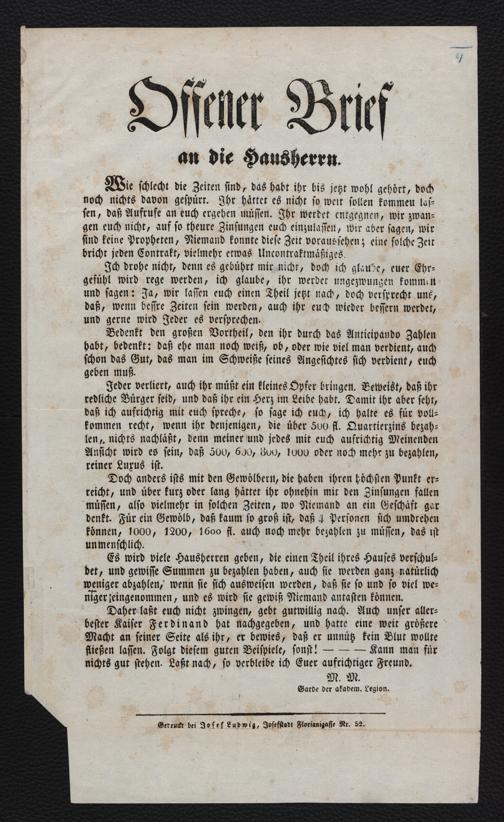 4
Offener Brief
an die Hausherrn.
Wie schlecht die Zeiten sind, das habt ihr bis jetzt wohl gehört, doch
noch nichts davon gespürt. Ihr hättet es nicht so weit sollen kommen las-
sen, daß Aufrufe an euch ergehen müssen. Ihr werdet entgegnen, wir zwan-
gen euch nicht, auf so theure Zinsungen euch einzulassen, wir aber sagen, wir
sind keine Propheten, Niemand konnte diese Zeit voraussehen; eine solche Zeit
bricht jeden Contrakt, vielmehr etwas Uncontraktmäßiges.
Ich drohe nicht, denn es gebührt mir nicht, doch ich glaube, euer Ehr-
gefühl wird rege werden, ich glaube, ihr werdet ungezwungen kommen
und sagen: Ja, wir lassen euch einen Theil jetzt nach, doch versprecht uns,
daß, wenn bessre Zeiten sein werden, auch ihr euch wieder bessern werdet,
und gerne wird Jeder es versprechen.
Bedenkt den großen Vortheil, den ihr durch das Anticipando Zahlen
habt, bedenkt: daß ehe man noch weiß, ob, oder wie viel man verdient, auch
schon das Gut, das man im Schweiße seines Angesichtes sich verdient, euch
geben muß.
Jeder verliert, auch ihr müßt ein kleines Opfer bringen. Beweist, daß ihr
redliche Bürger seid, und daß ihr ein Herz im Leibe habt. Damit ihr aber seht,
daß ich aufrichtig mit euch spreche, so sage ich euch, ich halte es für voll-
kommen recht, wenn ihr denjenigen, die über 500 fl. Quartierzins bezah-
len, nichts nachläßt, denn meiner und jedes mit euch aufrichtig Meinenden
Ansicht wird es sein, daß 500, 600, 800, 1000 oder noch mehr zu bezahlen,
reiner Luxus ist.
Doch anders ists mit den Gewölbern, die haben ihren höchsten Punkt er-
reicht, und über kurz oder lang hättet ihr ohnehin mit den Zinsungen fallen
müssen, also vielmehr in solchen Zeiten, wo Niemand an ein Geschäft gar
denkt. Für ein Gewölb, daß kaum so groß ist, daß 4 Personen sich umdrehen
können, 1000, 1200, 1600 fl. auch noch mehr bezahlen zu müssen, das ist
unmenschlich.
Es wird viele Hausherren geben, die einen Theil ihres Hauses verschul-
det, und gewisse Summen zu bezahlen haben, auch sie werden ganz natürlich
weniger abzahlen, wenn sie sich ausweisen werden, daß sie so und so viel we-
niger eingenommen, und es wird sie gewiß Niemand antasten können.
Daher laßt euch nicht zwingen, gebt gutwillig nach. Auch unser aller-
bester Kaiser Ferdinand hat nachgegeben, und hatte eine weit größere
Macht an seiner Seite als ihr, er bewies, daß er unnütz kein Blut wollte
fließen lassen. Folgt diesem guten Beispiele, sonst! — — — Kann man für
nichts gut stehen. Laßt nach, so verbleibe ich Euer aufrichtiger Freund.
M. M.
Garde der akadem. Legion.
Gedruckt bei Josef Ludwig, Josefstadt Florianigasse Nr. 52.